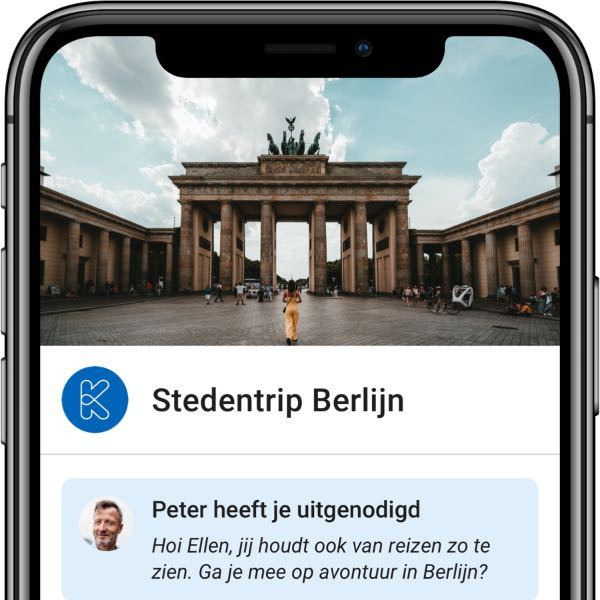 Stedentrip Berlijn
Peter heeft je uitgenodigd
Hoi Ellen, jij houdt ook van reizen zo te
zien. Ga je mee op avontuur in Berlijn?